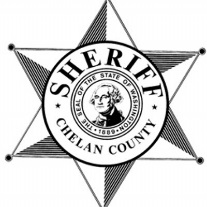 SHERIFF
THE SEAL OF THE STATE OF WASHINGTON
1889
CHELAN COUNTY